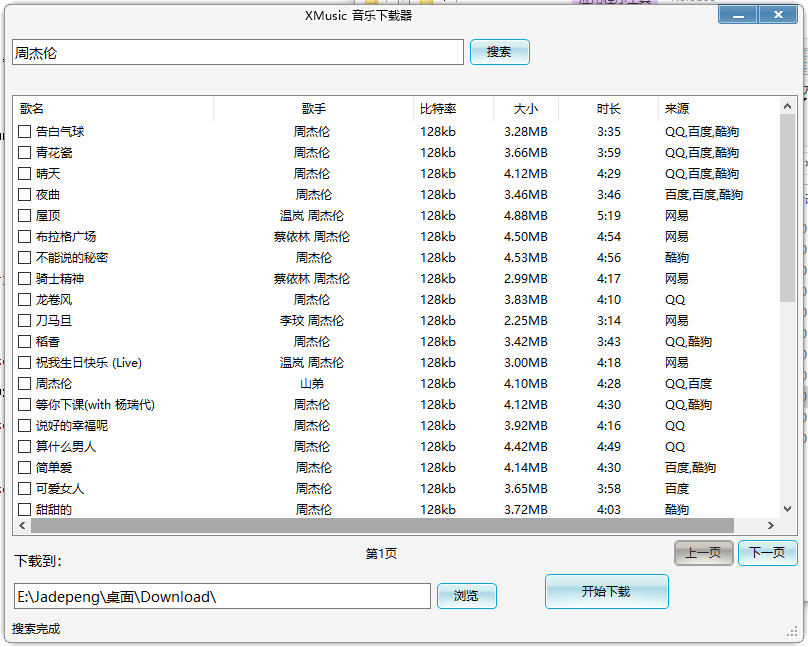 XMusic 音乐下载器
周杰伦 搜索
歌名 歌手 比特率 大小 时长 来源
告白气球 周杰伦 128kb 3.28MB 3:35 QQ,百度,酷狗
青花瓷 周杰伦 128kb 3.66MB 3:59 QQ,百度,酷狗
晴天 周杰伦 128kb 4.12MB 4:29 QQ,百度,酷狗
夜曲 周杰伦 128kb 3.46MB 3:46 百度,百度,酷狗
屋顶 温岚 周杰伦 128kb 4.88MB 5:19 网易
布拉格广场 蔡依林 周杰伦 128kb 4.50MB 4:54 网易
不能说的秘密 周杰伦 128kb 4.53MB 4:56 酷狗
骑士精神 蔡依林 周杰伦 128kb 2.99MB 4:17 网易
龙卷风 周杰伦 128kb 3.83MB 4:10 QQ
刀马旦 李玟 周杰伦 128kb 2.25MB 3:14 网易
稻香 周杰伦 128kb 3.42MB 3:43 QQ,酷狗
祝我生日快乐 (Live) 温岚 周杰伦 128kb 3.00MB 4:18 网易
周杰伦 山弟 128kb 4.10MB 4:28 QQ,百度
等你下课(with 杨瑞代) 周杰伦 128kb 4.12MB 4:30 QQ,酷狗
说好的幸福呢 周杰伦 128kb 3.92MB 4:16 QQ
算什么男人 周杰伦 128kb 4.42MB 4:49 QQ
简单爱 周杰伦 128kb 4.14MB 4:30 百度,酷狗
可爱女人 周杰伦 128kb 3.65MB 3:58 百度
甜甜的 周杰伦 128kb 3.72MB 4:03 酷狗
下载到: 第1页 上一页 下一页
E:\Jadepeng\桌面\Download\ 浏览 开始下载
搜索完成